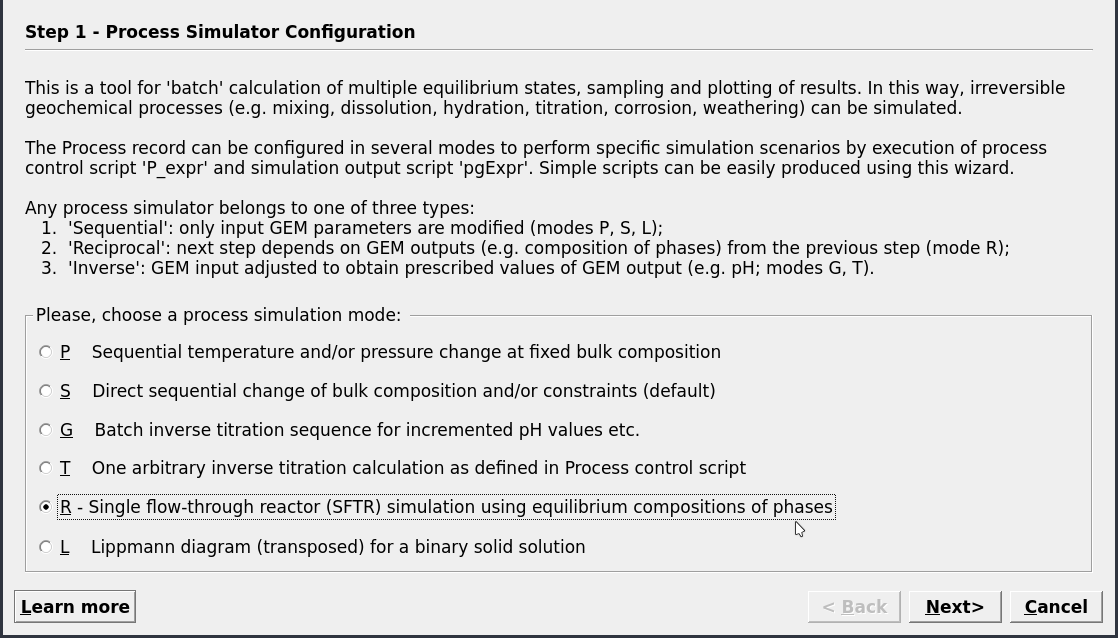 Step 1 - Process Simulator Configuration
This is a tool for 'batch' calculation of multiple equilibrium states, sampling and plotting of results. In this way, irreversible
geochemical processes (e.g. mixing, dissolution, hydration, titration, corrosion, weathering) can be simulated.
The Process record can be configured in several modes to perform specific simulation scenarios by execution of process
control script 'P_expr' and simulation output script 'pgExpr'. Simple scripts can be easily produced using this wizard.
Any process simulator belongs to one of three types:
1. 'Sequential': only input GEM parameters are modified (modes P, S, L);
2. 'Reciprocal': next step depends on GEM outputs (e.g. composition of phases) from the previous step (mode R);
3. 'Inverse': GEM input adjusted to obtain prescribed values of GEM output (e.g. pH; modes G, T).
Please, choose a process simulation mode:
P Sequential temperature and/or pressure change at fixed bulk composition
S Direct sequential change of bulk composition and/or constraints (default)
G Batch inverse titration sequence for incremented pH values etc.
T One arbitrary inverse titration calculation as defined in Process control script
R - Single flow-through reactor (SFTR) simulation using equilibrium compositions of phases
L Lippmann diagram (transposed) for a binary solid solution
Learn more < Back Next> Cancel